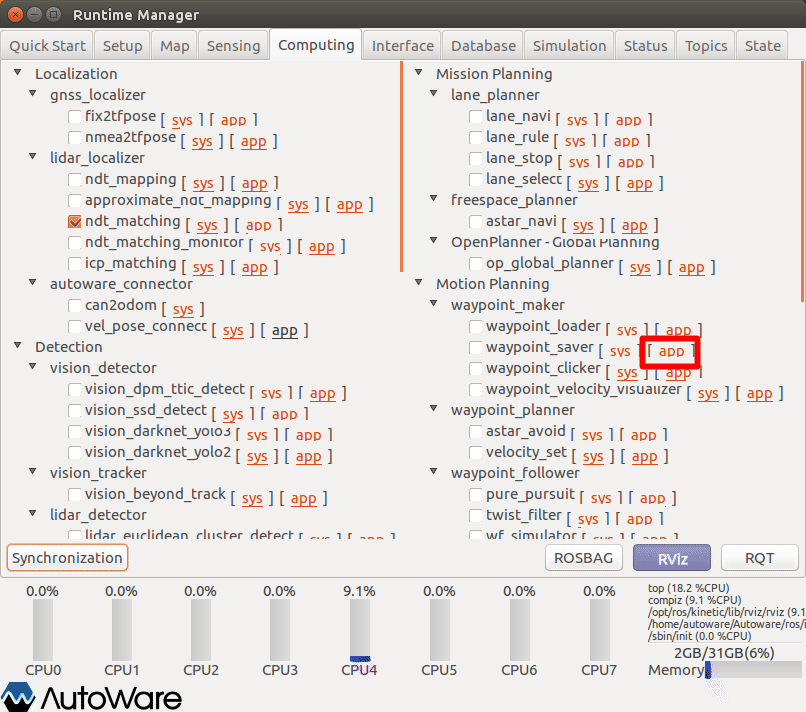 Runtime Manager
Quick Start Setup Map Sensing Computing Interface Database Simulation Status Topics State
Localization
gnss_localizer
fix2tfpose [ sys ] [ app ]
nmea2tfpose [ sys ] [ app ]
lidar_localizer
ndt_mapping [ sys ] [ app ]
approximate_ndt_mapping [ sys ] [ app ]
ndt_matching [ sys ] [ app ]
ndt_matching_monitor [ sys ] [ app ]
icp_matching [ sys ] [ app ]
autoware_connector
can2odom [ sys ]
vel_pose_connect [ sys ] [ app ]
Detection
vision_detector
vision_dpm_ttic_detect [ sys ] [ app ]
vision_ssd_detect [ sys ] [ app ]
vision_darknet_yolo3 [ sys ] [ app ]
vision_darknet_yolo2 [ sys ] [ app ]
vision_tracker
vision_beyond_track [ sys ] [ app ]
lidar_detector
lidar_euclidean_cluster_detect [ sys ] [ app ]
Mission Planning
lane_planner
lane_navi [ sys ] [ app ]
lane_rule [ sys ] [ app ]
lane_stop [ sys ] [ app ]
lane_select [ sys ] [ app ]
freespace_planner
astar_navi [ sys ] [ app ]
OpenPlanner - Global Planning
op_global_planner [ sys ] [ app ]
Motion Planning
waypoint_maker
waypoint_loader [ sys ] [ app ]
waypoint_saver [ sys ] [ app ]
waypoint_clicker [ sys ] [ app ]
waypoint_velocity_visualizer [ sys ] [ app ]
waypoint_planner
astar_avoid [ sys ] [ app ]
velocity_set [ sys ] [ app ]
waypoint_follower
pure_pursuit [ sys ] [ app ]
twist_filter [ sys ] [ app ]
wf_simulator [ sys ] [ app ]
Synchronization ROSBAG RViz RQT
0.0% 0.0% 0.0% 0.0% 9.1% 0.0% 0.0% 0.0%
CPU0 CPU1 CPU2 CPU3 CPU4 CPU5 CPU6 CPU7
top (18.2 %CPU)
compiz (9.1 %CPU)
/opt/ros/kinetic/lib/rviz/rviz (9.1
/home/autoware/Autoware/ros/i
/sbin/init (0.0 %CPU)
2GB/31GB(6%)
Memory
AutoWare